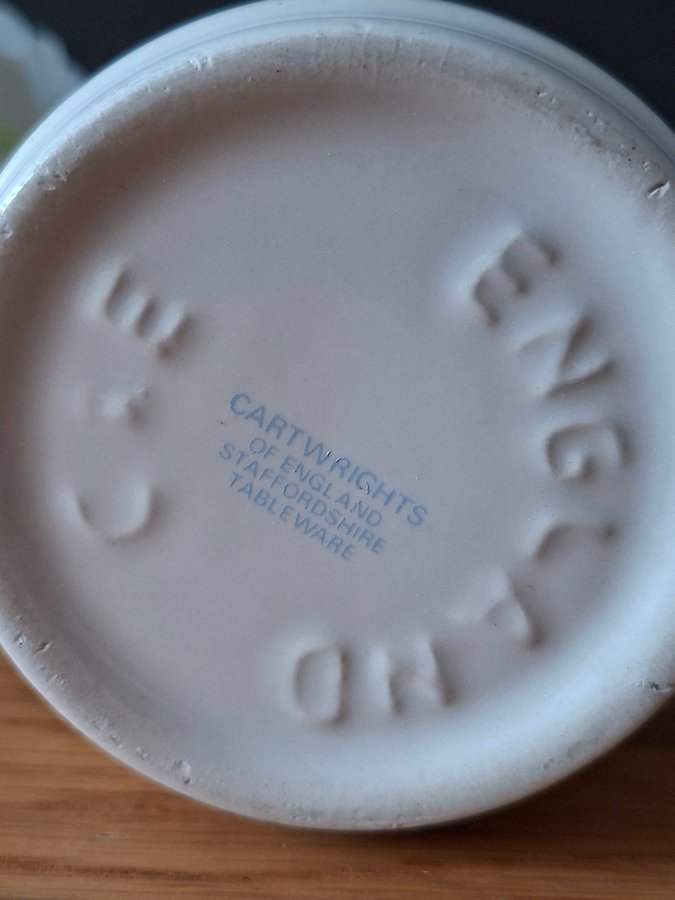 C&E
ENGLAND
CARTWRIGHTS
OF ENGLAND
STAFFORDSHIRE
TABLEWARE